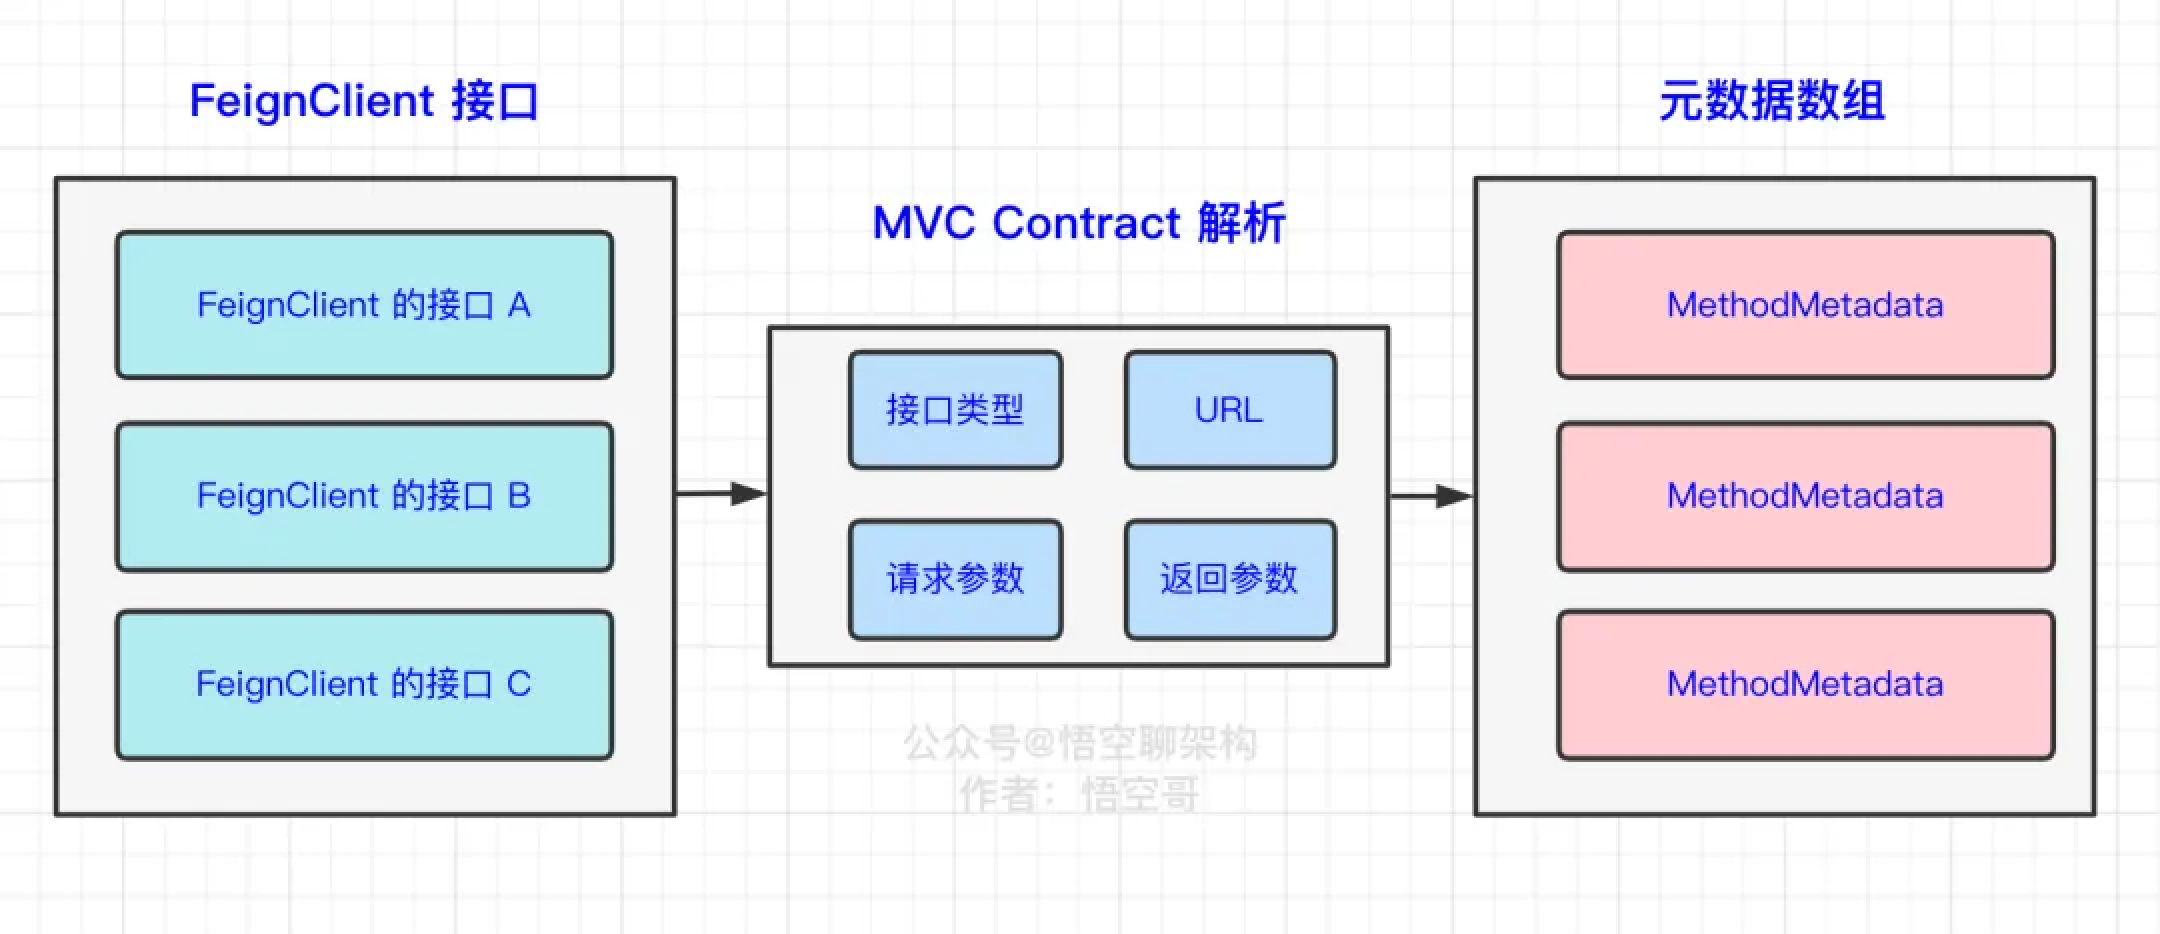 FeignClient 接口
FeignClient 的接口 A
FeignClient 的接口 B
FeignClient 的接口 C
MVC Contract 解析
接口类型
URL
请求参数
返回参数
公众号@悟空聊架构
作者：悟空哥
元数据数组
MethodMetadata
MethodMetadata
MethodMetadata